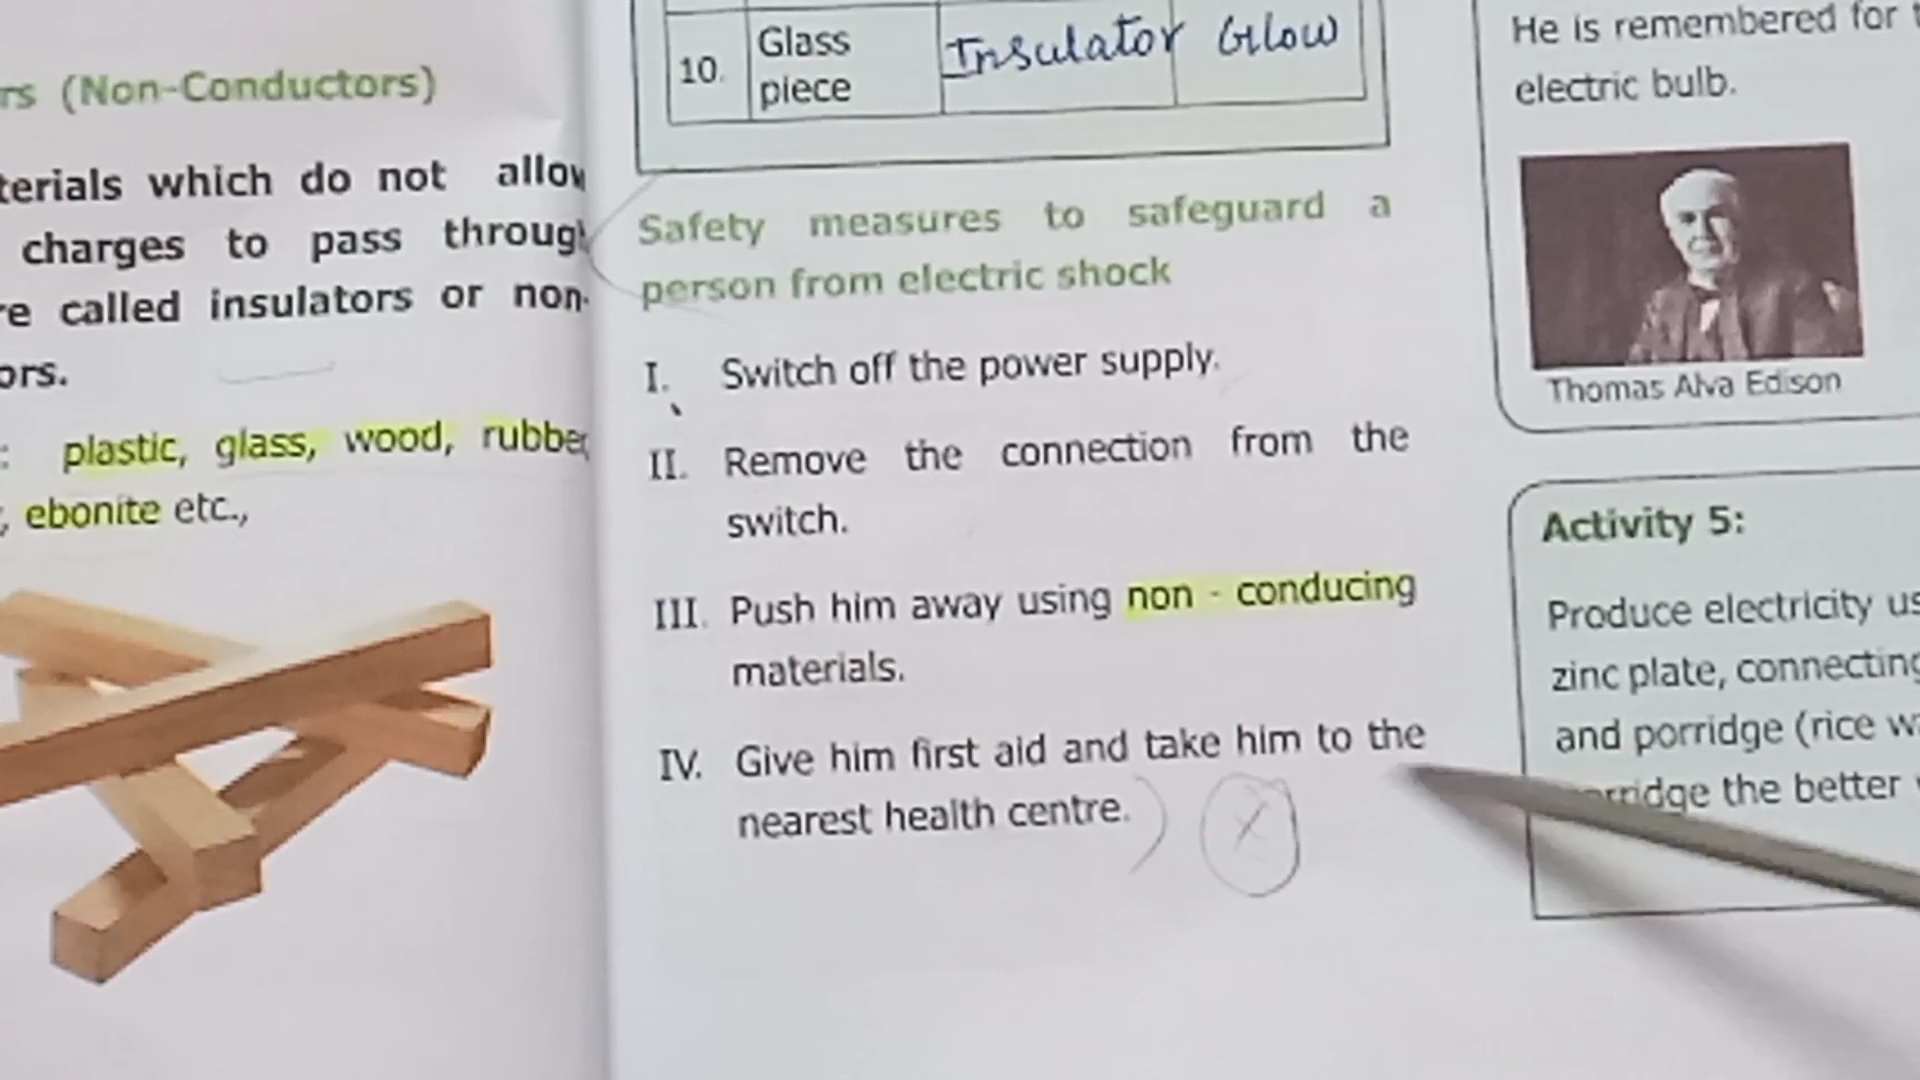 rs (Non-Conductors)
terials which do not allow
charges to pass through
re called insulators or non-
ors.
: plastic, glass, wood, rubber,
, ebonite etc.,
10. Glass piece Insulator Glow
Safety measures to safeguard a
person from electric shock
I. Switch off the power supply.
II. Remove the connection from the
switch.
III. Push him away using non - conducing
materials.
IV. Give him first aid and take him to the
nearest health centre.
X
He is remembered for
electric bulb.
Thomas Alva Edison
Activity 5:
Produce electricity us
zinc plate, connecting
and porridge (rice w
rridge the better